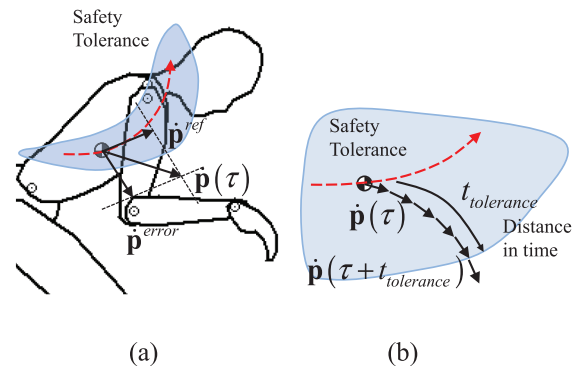 Safety
Tolerance
ṗ^ref
ṗ(τ)
ṗ^error
(a)
Safety
Tolerance
t_tolerance
ṗ(τ)
Distance
in time
ṗ(τ + t_tolerance)
(b)